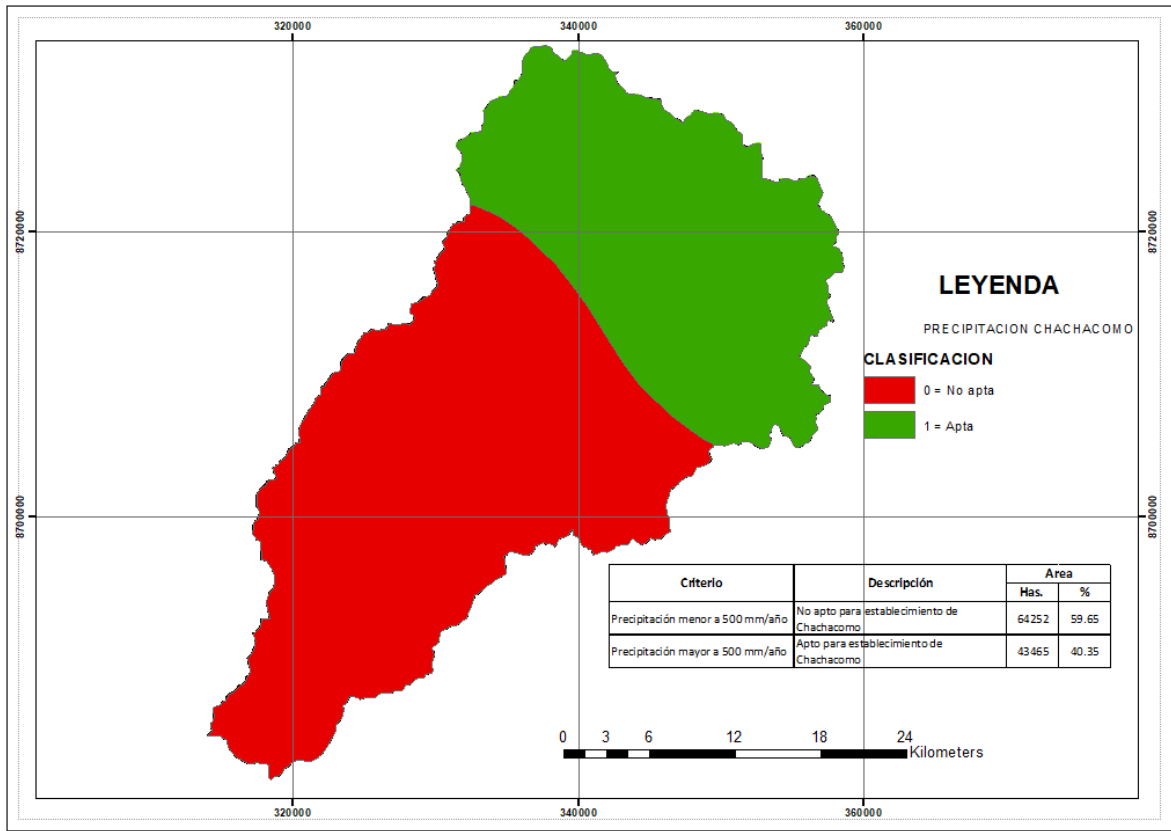 320000 340000 360000
8720000 8720000
LEYENDA
PRECIPITACION CHACHACOMO
CLASIFICACION
0 = No apta
1 = Apta
8700000 8700000
Criterio Descripción Area
Has. %
Precipitación menor a 500 mm/año No apto para establecimiento de Chachacomo 64252 59.65
Precipitación mayor a 500 mm/año Apto para establecimiento de Chachacomo 43465 40.35
0 3 6 12 18 24
Kilometers
320000 340000 360000